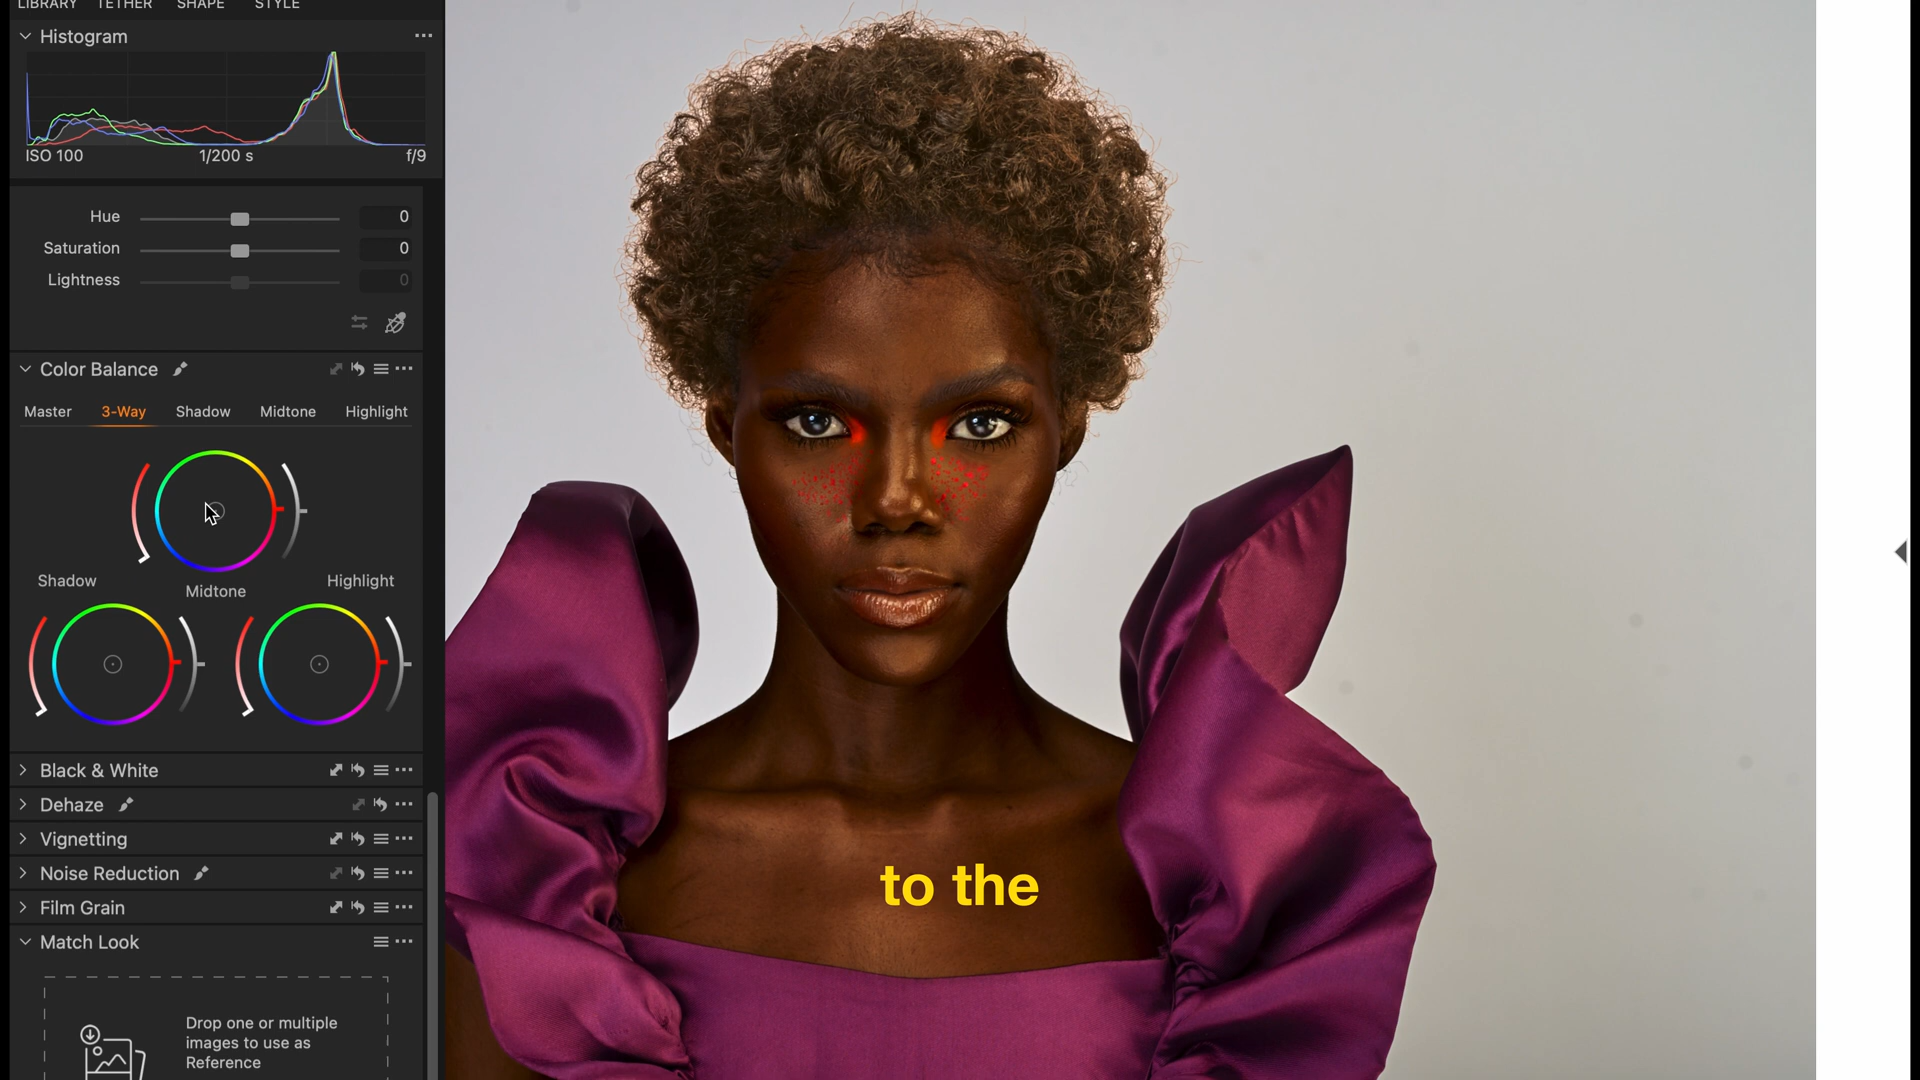 LIBRARY TETHER SHAPE STYLE
Histogram
ISO 100 1/200 s f/9
Hue 0
Saturation 0
Lightness 0
Color Balance
Master 3-Way Shadow Midtone Highlight
Shadow Midtone Highlight
Black & White
Dehaze
Vignetting
Noise Reduction
Film Grain
Match Look
Drop one or multiple
images to use as
Reference
to the